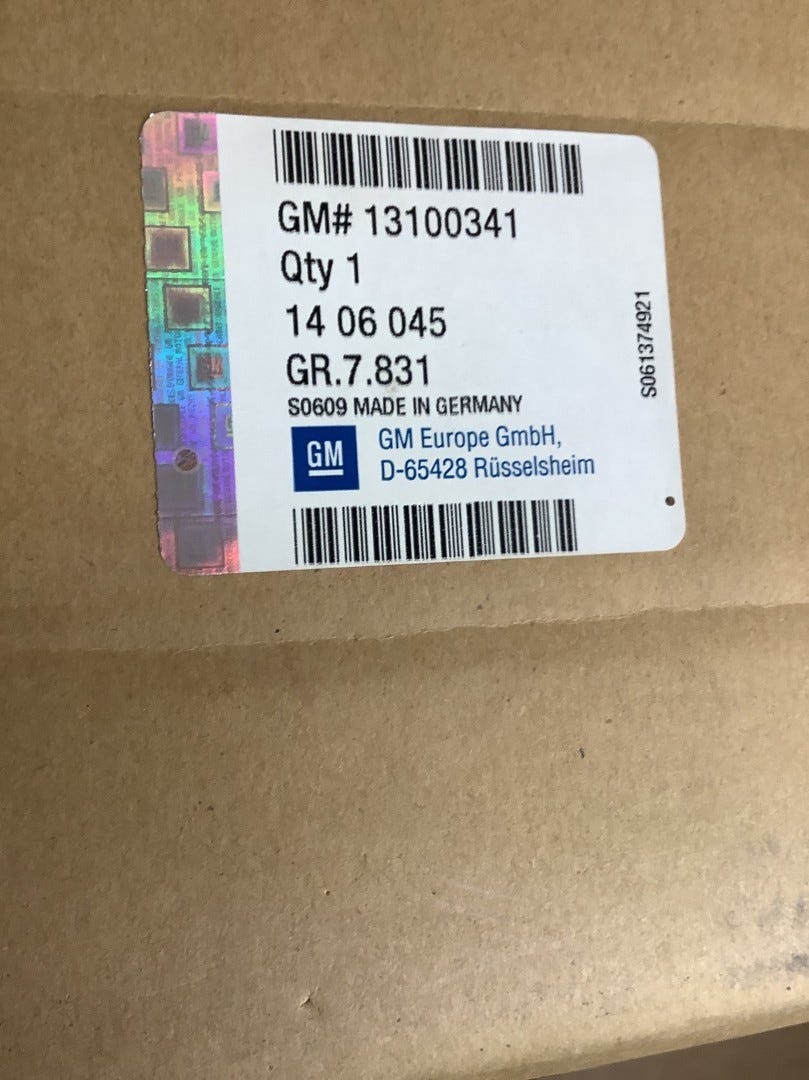 GM# 13100341
Qty 1
14 06 045
GR.7.831
S0609 MADE IN GERMANY
GM
GM Europe GmbH,
D-65428 Rüsselsheim
S061374921